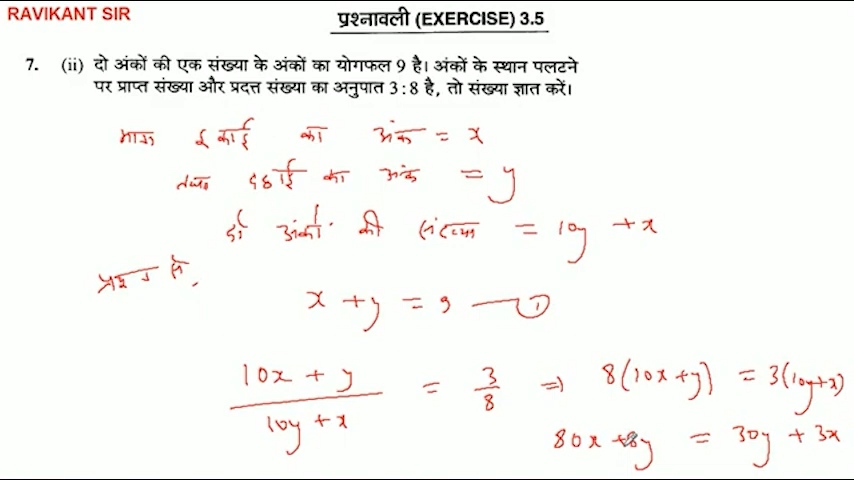 RAVIKANT SIR
प्रश्नावली (EXERCISE) 3.5
7. (ii) दो अंकों की एक संख्या के अंकों का योगफल 9 है। अंकों के स्थान पलटने
पर प्राप्त संख्या और प्रदत्त संख्या का अनुपात 3 : 8 है, तो संख्या ज्ञात करें।
माना इकाई का अंक = x
तथा दहाई का अंक = y
दो अंकों की संख्या = 10y + x
प्रश्न से,
x + y = 9 — ①
10x + y / 10y + x = 3/8 ⇒ 8(10x + y) = 3(10y + x)
80x + 8y = 30y + 3x